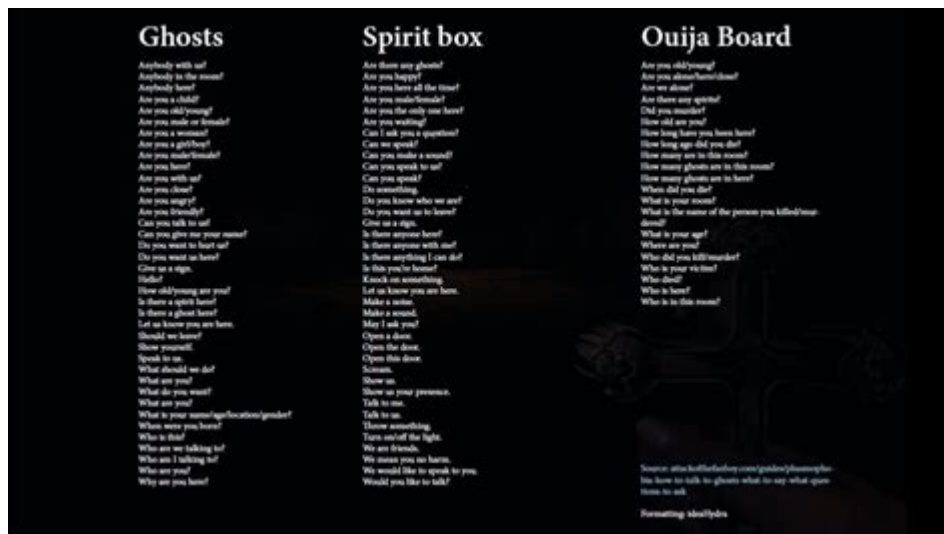 Ghosts
Anybody with us?
Anybody in the room?
Anybody here?
Are you a child?
Are you old/young?
Are you male or female?
Are you a woman?
Are you a girl/boy?
Are you male/female?
Are you here?
Are you with us?
Are you close?
Are you angry?
Are you friendly?
Can you talk to us?
Can you give me your name?
Do you want to hurt us?
Do you want us here?
Give us a sign.
Hello?
How old/young are you?
Is there a spirit here?
Is there a ghost here?
Let us know you are here.
Should we leave?
Show yourself.
Speak to us.
What should we do?
What are you?
What do you want?
What are you?
What is your name/age/location/gender?
When were you born?
Who is this?
Who are we talking to?
Who am I talking to?
Who are you?
Why are you here?
Spirit box
Are there any ghosts?
Are you happy?
Are you here all the time?
Are you male/female?
Are you the only one here?
Are you waiting?
Can I ask you a question?
Can we speak?
Can you make a sound?
Can you speak to us?
Can you speak?
Do something.
Do you know who we are?
Do you want us to leave?
Give us a sign.
Is there anyone here?
Is there anyone with me?
Is there anything I can do?
Is this you're home?
Knock on something.
Let us know you are here.
Make a noise.
Make a sound.
May I ask you?
Open a door.
Open the door.
Open this door.
Scream.
Show us.
Show us your presence.
Talk to me.
Talk to us.
Throw something.
Turn on/off the light.
We are friends.
We mean you no harm.
We would like to speak to you.
Would you like to talk?
Ouija Board
Are you old/young?
Are you alone/here/close?
Are we alone?
Are there any spirits?
Did you murder?
How old are you?
How long have you been here?
How long ago did you die?
How many are in this room?
How many ghosts are in this room?
How many ghosts are in here?
When did you die?
What is your room?
What is the name of the person you killed/mur-
dered?
What is your age?
Where are you?
Who did you kill/murder?
Who is your victim?
Who died?
Who is here?
Who is in this room?
Source: attackofthefanboy.com/guides/phasmopho-
bia-how-to-talk-to-ghosts-what-to-say-what-ques-
tions-to-ask
Formatting: